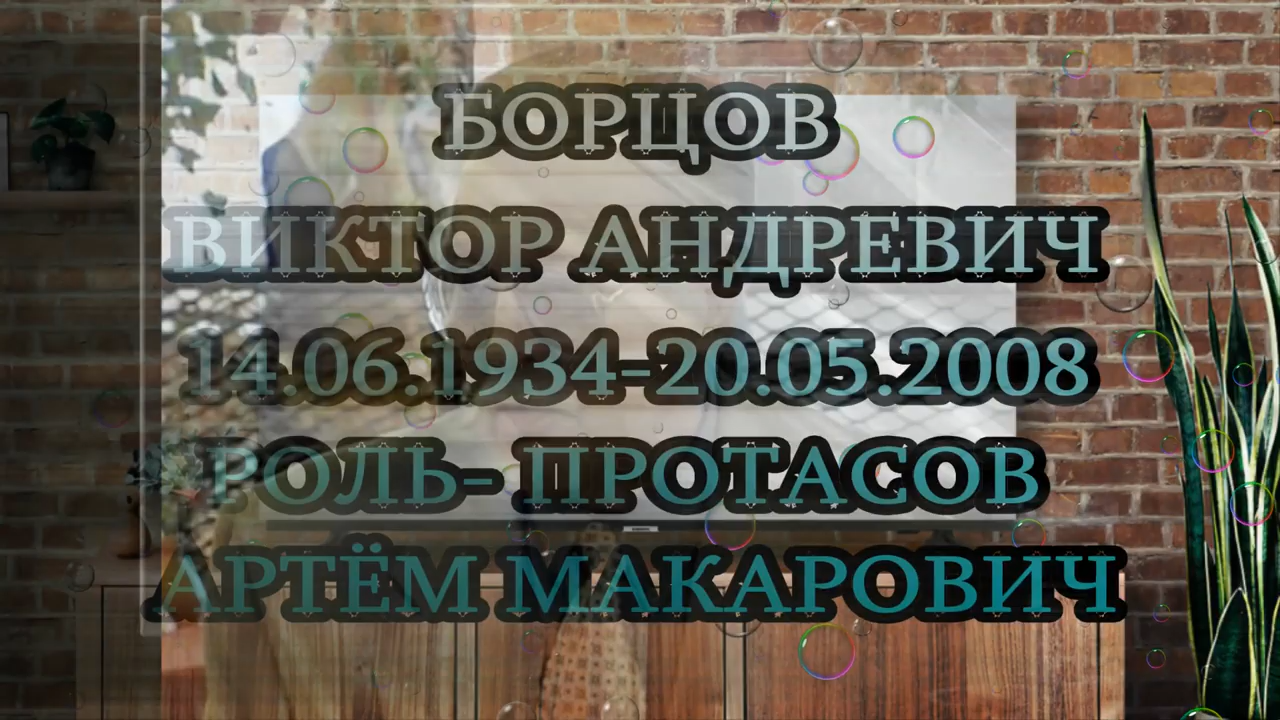 БОРЦОВ
ВИКТОР АНДРЕВИЧ
14.06.1934-20.05.2008
РОЛЬ- ПРОТАСОВ
АРТЁМ МАКАРОВИЧ